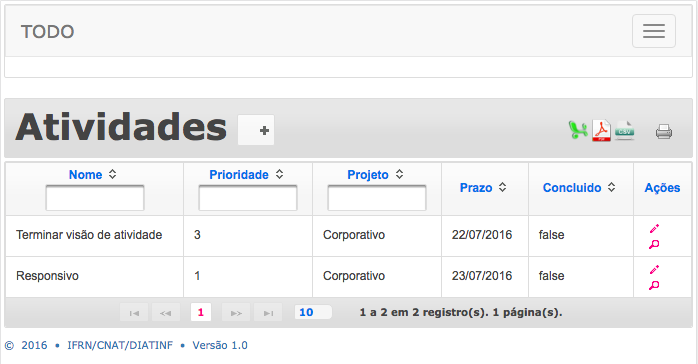 TODO
Atividades +
PDF CSV
Nome Prioridade Projeto Prazo Concluido Ações
Terminar visão de atividade 3 Corporativo 22/07/2016 false
Responsivo 1 Corporativo 23/07/2016 false
1 10 1 a 2 em 2 registro(s). 1 página(s).
© 2016 • IFRN/CNAT/DIATINF • Versão 1.0